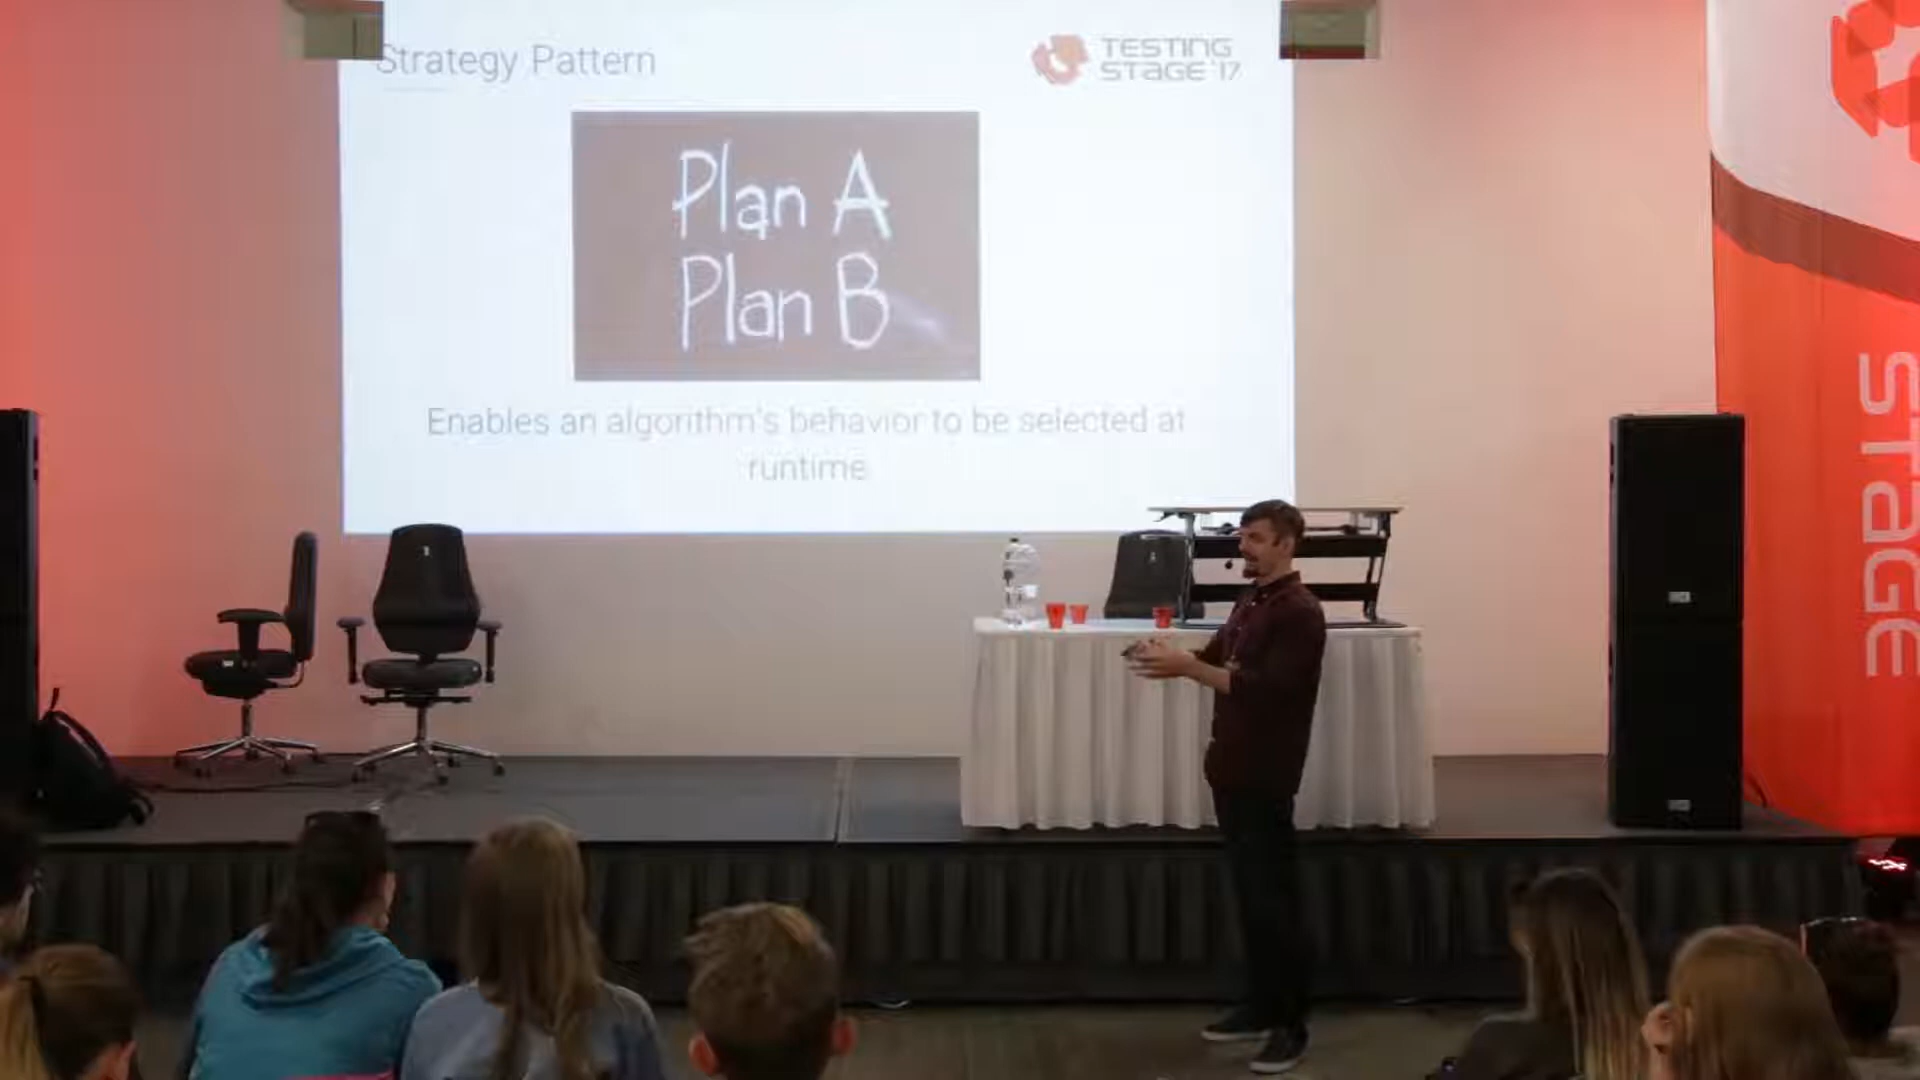 Strategy Pattern
TESTING
STAGE '17
Plan A
Plan B
Enables an algorithm's behavior to be selected at
runtime
STAGE